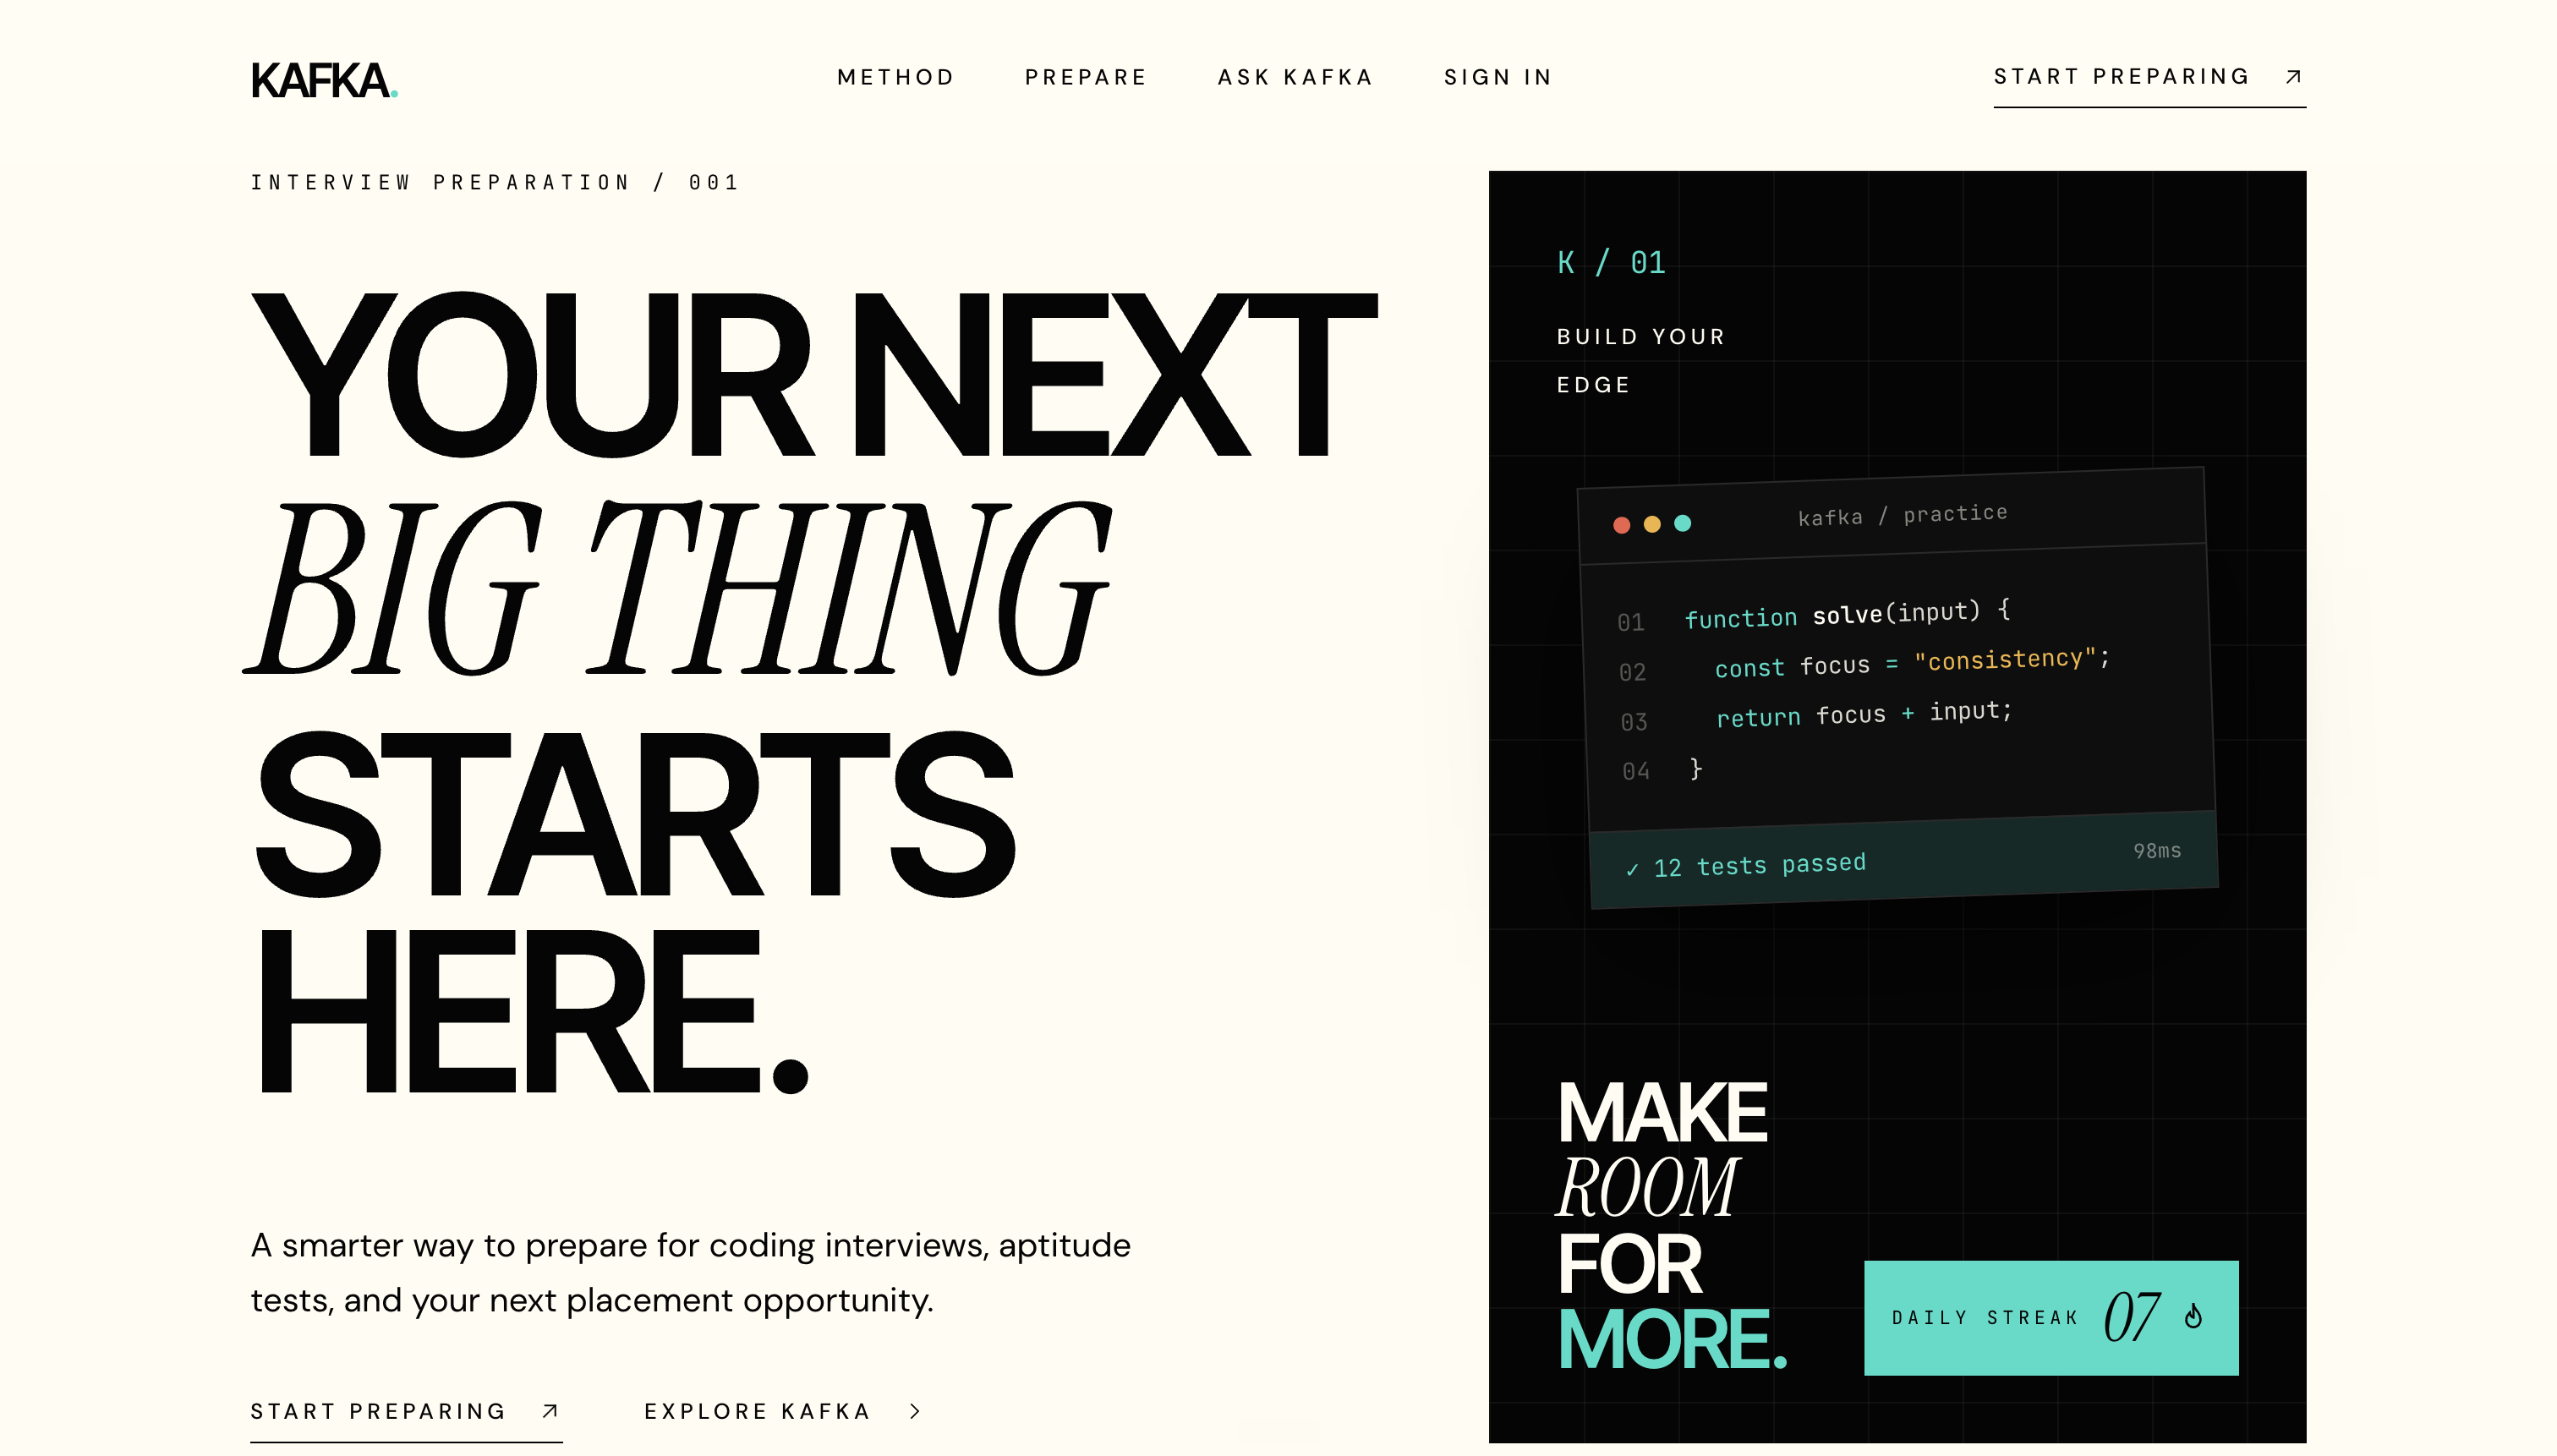 KAFKA.
METHOD
PREPARE
ASK KAFKA
SIGN IN
START PREPARING
INTERVIEW PREPARATION / 001
YOUR NEXT
BIG THING
STARTS
HERE.
A smarter way to prepare for coding interviews, aptitude
tests, and your next placement opportunity.
START PREPARING
EXPLORE KAFKA
K / 01
BUILD YOUR
EDGE
kafka / practice
01 function solve(input) {
02 const focus = "consistency";
03 return focus + input;
04 }
✓ 12 tests passed
98ms
MAKE
ROOM
FOR
MORE.
DAILY STREAK 07